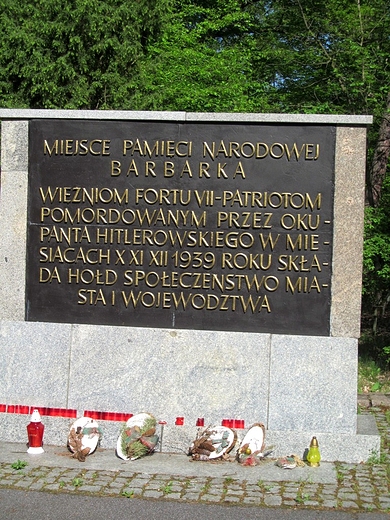 MIEJSCE PAMIĘCI NARODOWEJ
BARBARKA
WIĘŹNIOM FORTU VII-PATRIOTOM
POMORDOWANYM PRZEZ OKU-
PANTA HITLEROWSKIEGO W MIE-
SIĄCACH X XI XII 1939 ROKU SKŁA-
DA HOŁD SPOŁECZEŃSTWO MIA-
STA I WOJEWÓDZTWA